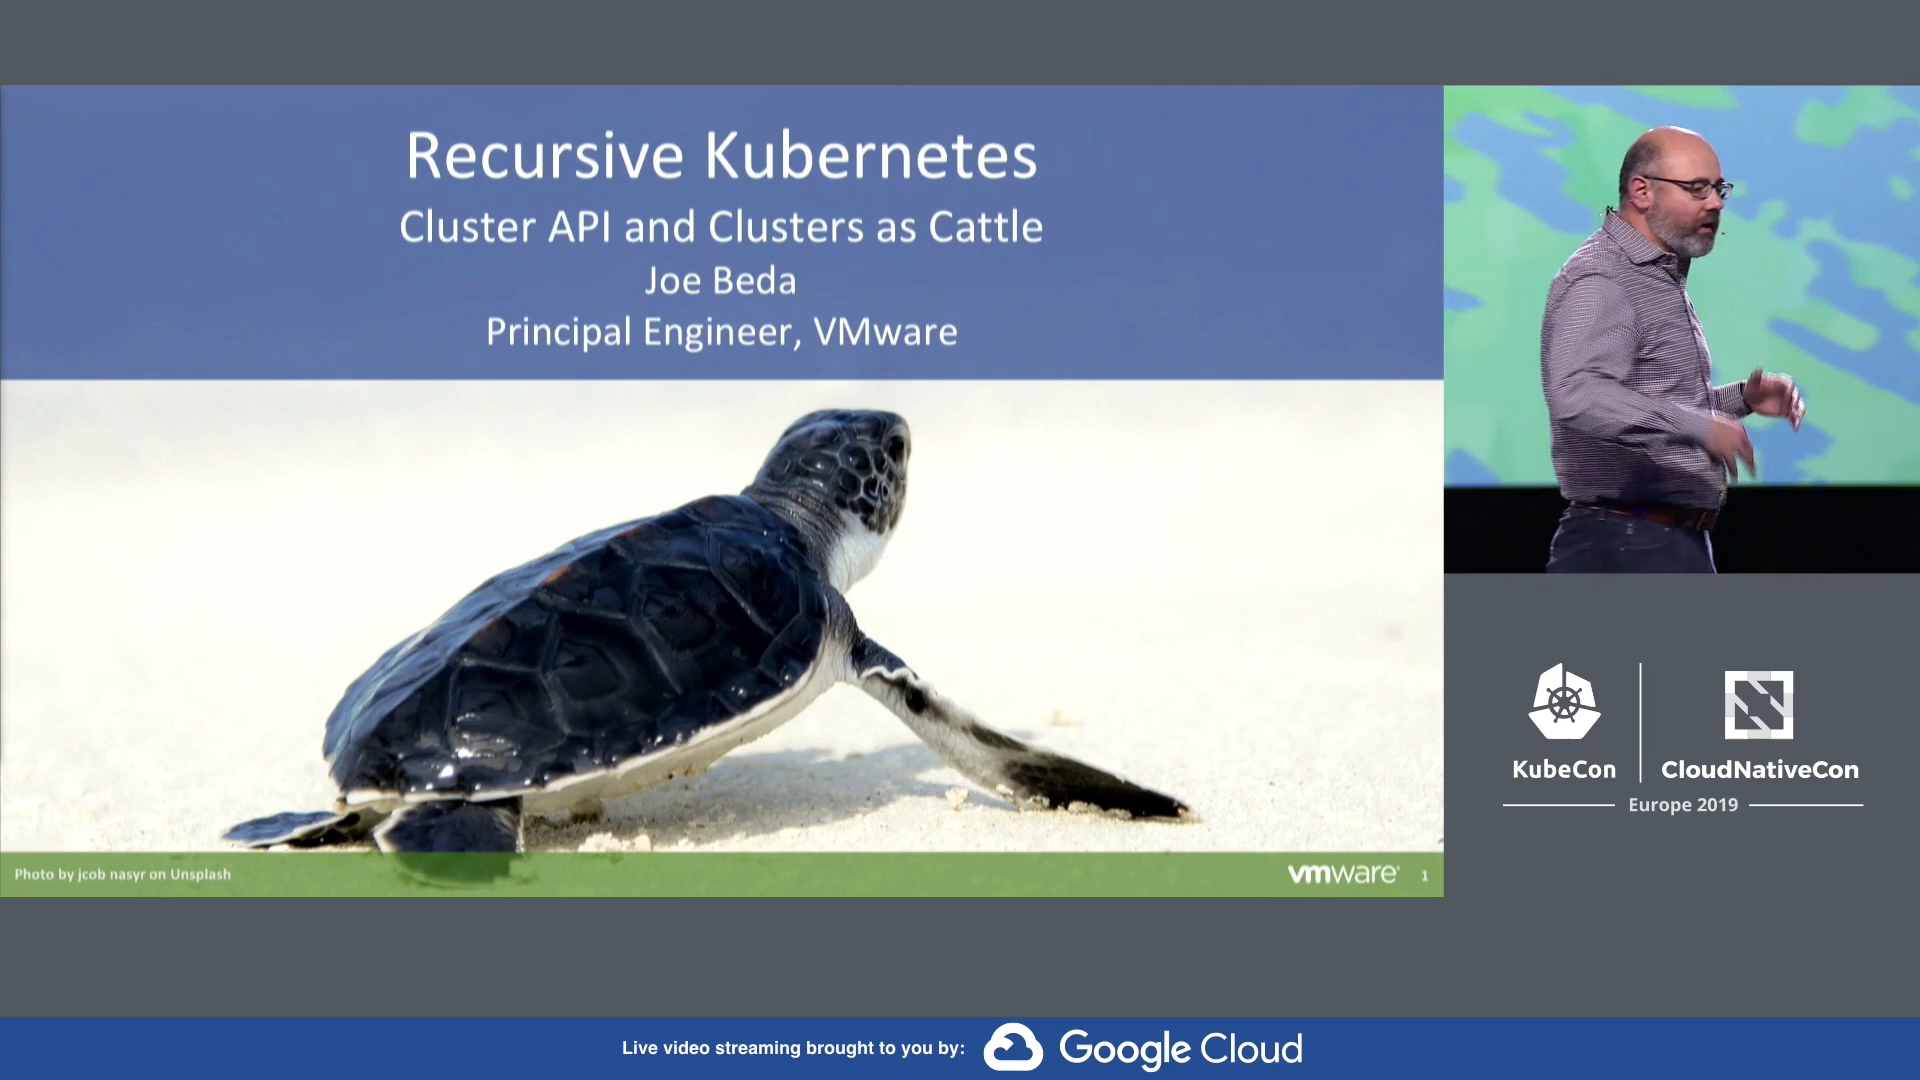 Recursive Kubernetes
Cluster API and Clusters as Cattle
Joe Beda
Principal Engineer, VMware
Photo by jcob nasyr on Unsplash
vmware
1
KubeCon
CloudNativeCon
Europe 2019
Live video streaming brought to you by:
Google Cloud